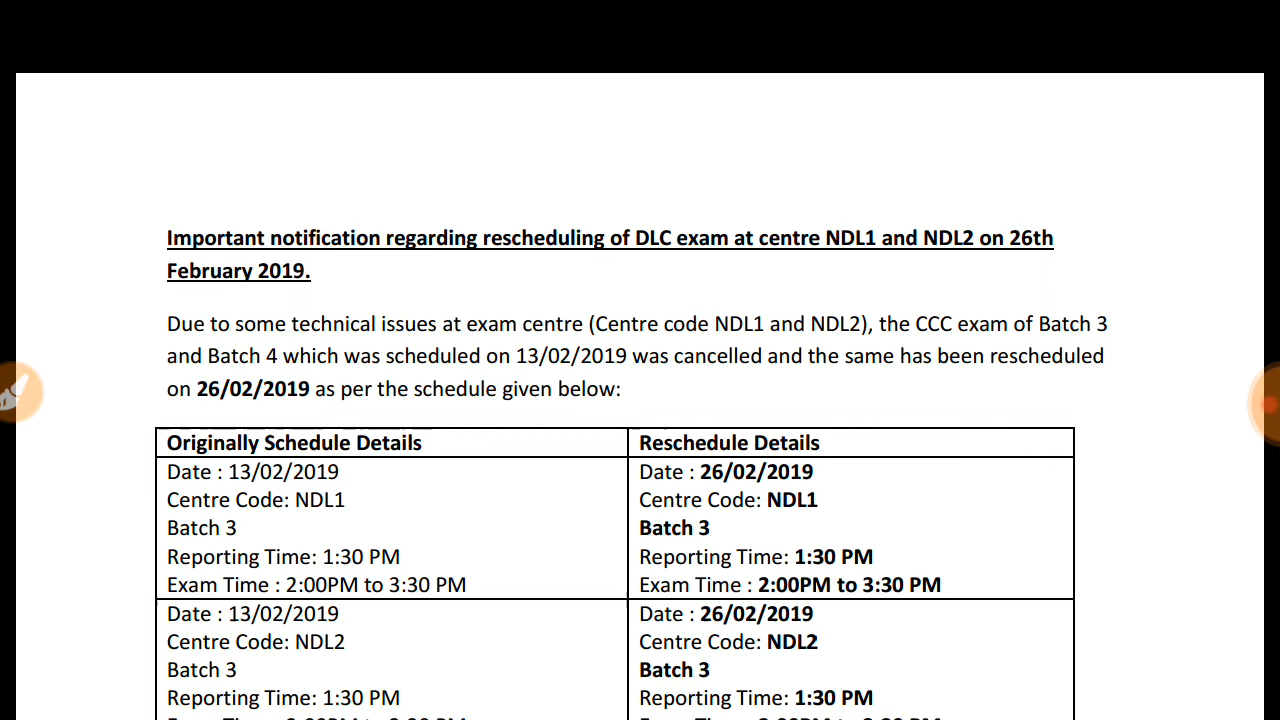 Important notification regarding rescheduling of DLC exam at centre NDL1 and NDL2 on 26th
February 2019.
Due to some technical issues at exam centre (Centre code NDL1 and NDL2), the CCC exam of Batch 3
and Batch 4 which was scheduled on 13/02/2019 was cancelled and the same has been rescheduled
on 26/02/2019 as per the schedule given below:
Originally Schedule Details
Reschedule Details
Date : 13/02/2019
Centre Code: NDL1
Batch 3
Reporting Time: 1:30 PM
Exam Time : 2:00PM to 3:30 PM
Date : 26/02/2019
Centre Code: NDL1
Batch 3
Reporting Time: 1:30 PM
Exam Time : 2:00PM to 3:30 PM
Date : 13/02/2019
Centre Code: NDL2
Batch 3
Reporting Time: 1:30 PM
Date : 26/02/2019
Centre Code: NDL2
Batch 3
Reporting Time: 1:30 PM